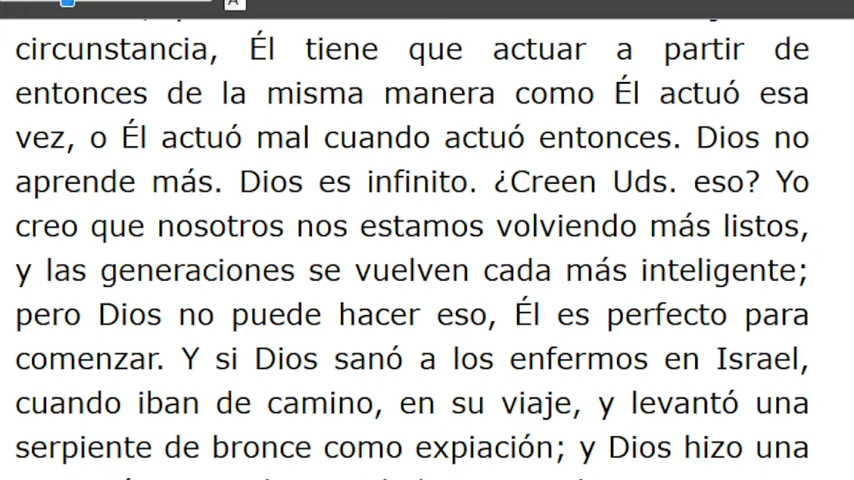 A
circunstancia, Él tiene que actuar a partir de
entonces de la misma manera como Él actuó esa
vez, o Él actuó mal cuando actuó entonces. Dios no
aprende más. Dios es infinito. ¿Creen Uds. eso? Yo
creo que nosotros nos estamos volviendo más listos,
y las generaciones se vuelven cada más inteligente;
pero Dios no puede hacer eso, Él es perfecto para
comenzar. Y si Dios sanó a los enfermos en Israel,
cuando iban de camino, en su viaje, y levantó una
serpiente de bronce como expiación; y Dios hizo una